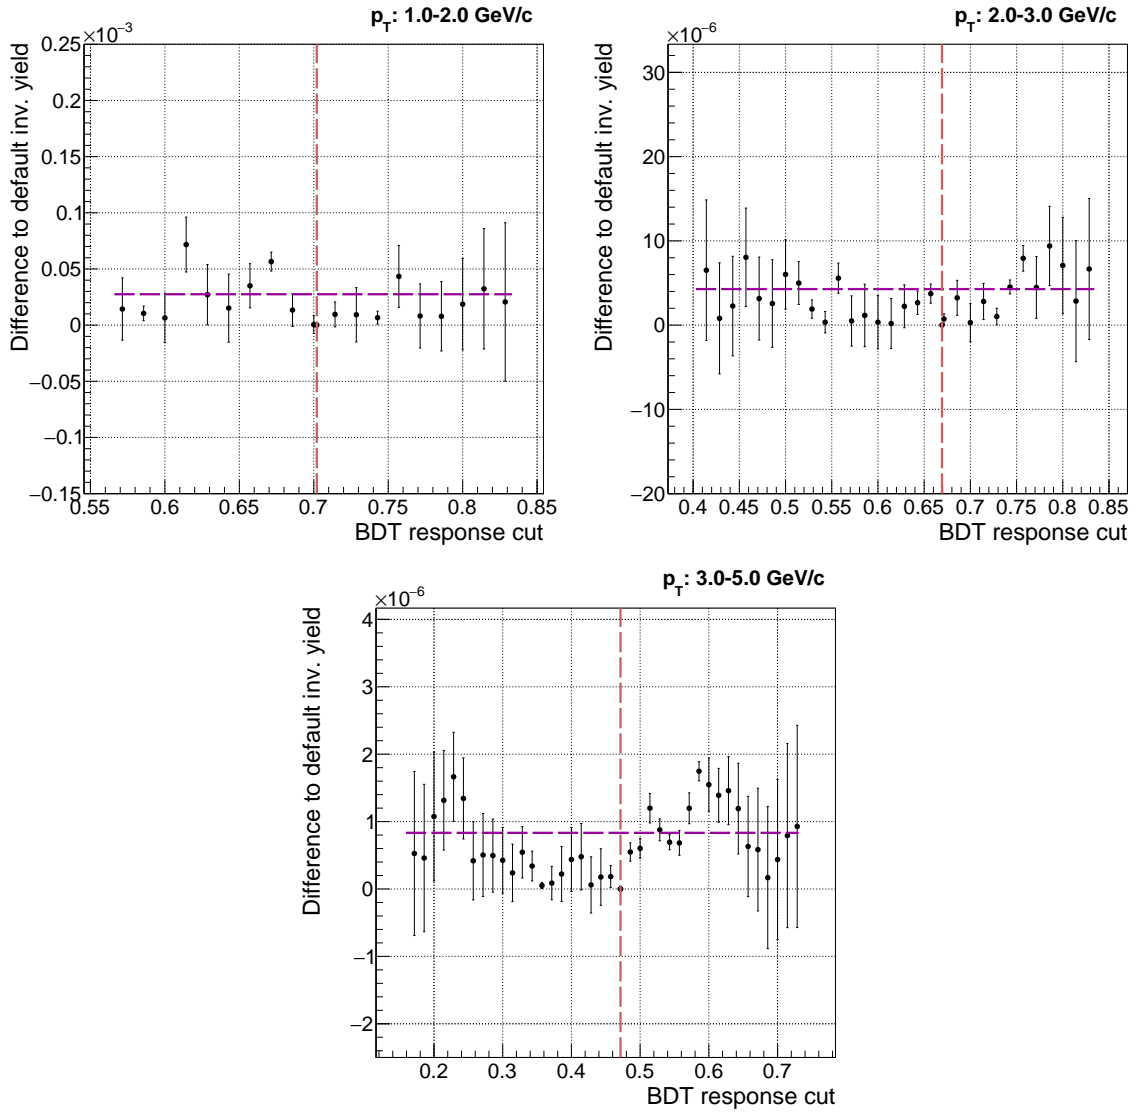 p_T: 1.0-2.0 GeV/c
×10⁻³
Difference to default inv. yield
0.25
0.2
0.15
0.1
0.05
0
−0.05
−0.1
−0.15
0.55 0.6 0.65 0.7 0.75 0.8 0.85
BDT response cut
p_T: 2.0-3.0 GeV/c
×10⁻⁶
Difference to default inv. yield
30
20
10
0
−10
−20
0.4 0.45 0.5 0.55 0.6 0.65 0.7 0.75 0.8 0.85
BDT response cut
p_T: 3.0-5.0 GeV/c
×10⁻⁶
Difference to default inv. yield
4
3
2
1
0
−1
−2
0.2 0.3 0.4 0.5 0.6 0.7
BDT response cut